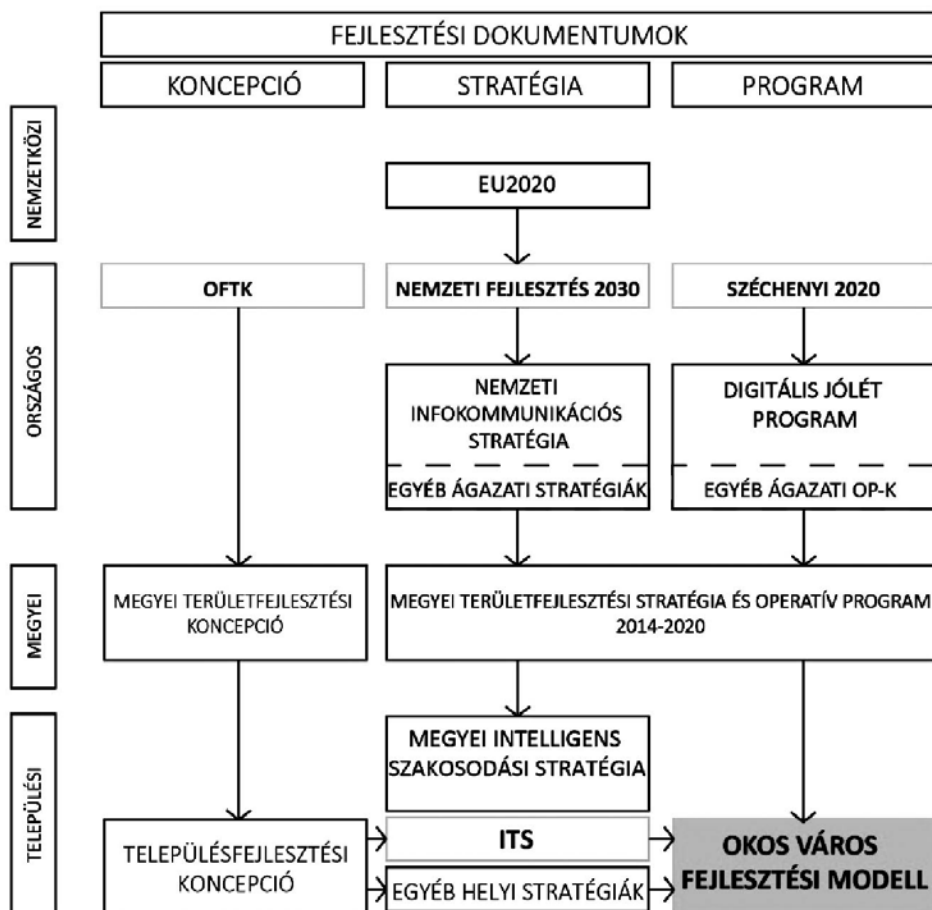 FEJLESZTÉSI DOKUMENTUMOK
KONCEPCIÓ
STRATÉGIA
PROGRAM
NEMZETKÖZI
EU2020
ORSZÁGOS
OFTK
NEMZETI FEJLESZTÉS 2030
SZÉCHENYI 2020
NEMZETI
INFOKOMMUNIKÁCIÓS
STRATÉGIA
EGYÉB ÁGAZATI STRATÉGIÁK
DIGITÁLIS JÓLÉT
PROGRAM
EGYÉB ÁGAZATI OP-K
MEGYEI
MEGYEI TERÜLETFEJLESZTÉSI
KONCEPCIÓ
MEGYEI TERÜLETFEJLESZTÉSI STRATÉGIA ÉS OPERATÍV PROGRAM
2014-2020
TELEPÜLÉSI
MEGYEI INTELLIGENS
SZAKOSODÁSI STRATÉGIA
TELEPÜLÉSFEJLESZTÉSI
KONCEPCIÓ
ITS
EGYÉB HELYI STRATÉGIÁK
OKOS VÁROS
FEJLESZTÉSI MODELL